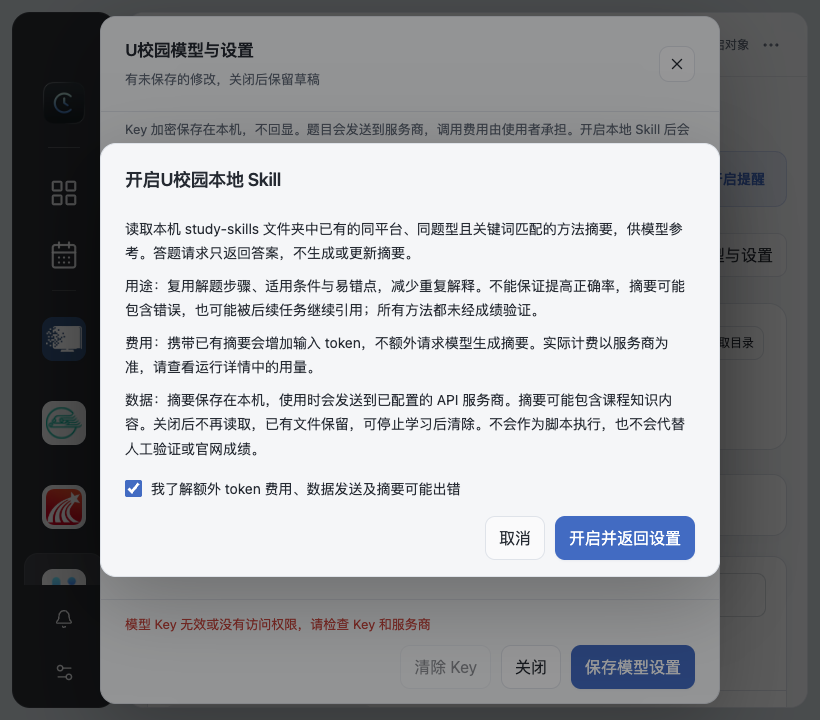 U校园模型与设置
有未保存的修改，关闭后保留草稿
对象
Key 加密保存在本机，不回显。题目会发送到服务商，调用费用由使用者承担。开启本地 Skill 后会
开启U校园本地 Skill
读取本机 study-skills 文件夹中已有的同平台、同题型且关键词匹配的方法摘要，供模型参
考。答题请求只返回答案，不生成或更新摘要。
用途：复用解题步骤、适用条件与易错点，减少重复解释。不能保证提高正确率，摘要可能
包含错误，也可能被后续任务继续引用；所有方法都未经成绩验证。
费用：携带已有摘要会增加输入 token，不额外请求模型生成摘要。实际计费以服务商为
准，请查看运行详情中的用量。
数据：摘要保存在本机，使用时会发送到已配置的 API 服务商。摘要可能包含课程知识内
容。关闭后不再读取，已有文件保留，可停止学习后清除。不会作为脚本执行，也不会代替
人工验证或官网成绩。
我了解额外 token 费用、数据发送及摘要可能出错
取消
开启并返回设置
开启提醒
型与设置
取目录
模型 Key 无效或没有访问权限，请检查 Key 和服务商
清除 Key
关闭
保存模型设置